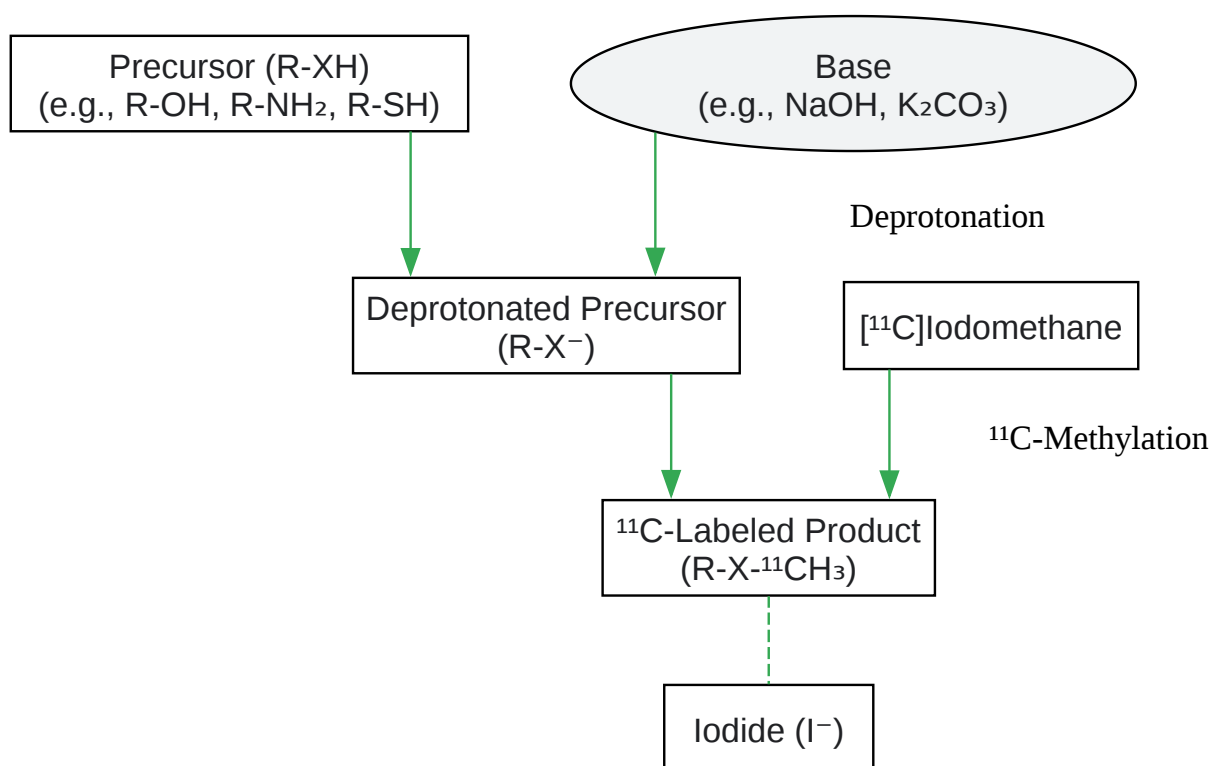 Precursor (R-XH)
(e.g., R-OH, R-NH₂, R-SH)
Base
(e.g., NaOH, K₂CO₃)
Deprotonation
Deprotonated Precursor
(R-X⁻)
[¹¹C]Iodomethane
¹¹C-Methylation
¹¹C-Labeled Product
(R-X-¹¹CH₃)
Iodide (I⁻)